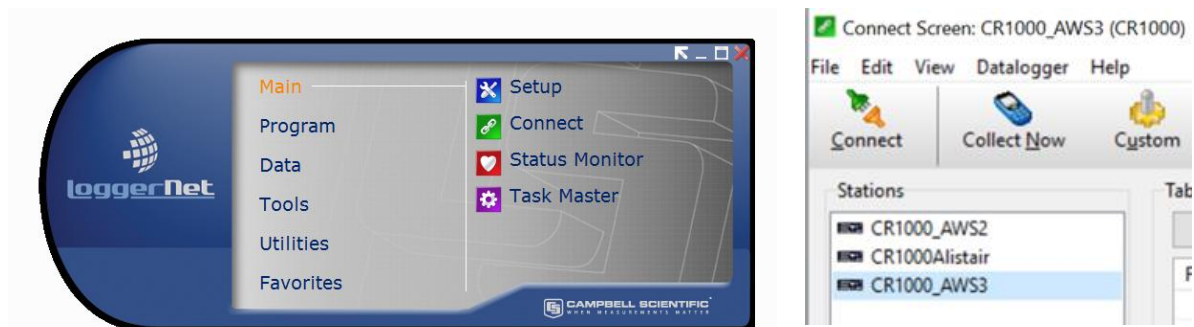 Main
Program
Data
Tools
Utilities
Favorites
Setup
Connect
Status Monitor
Task Master
LoggerNet
CAMPBELL SCIENTIFIC
WHEN MEASUREMENTS MATTER
Connect Screen: CR1000_AWS3 (CR1000)
File Edit View Datalogger Help
Connect Collect Now Custom
Stations
CR1000_AWS2
CR1000Alistair
CR1000_AWS3
Tab